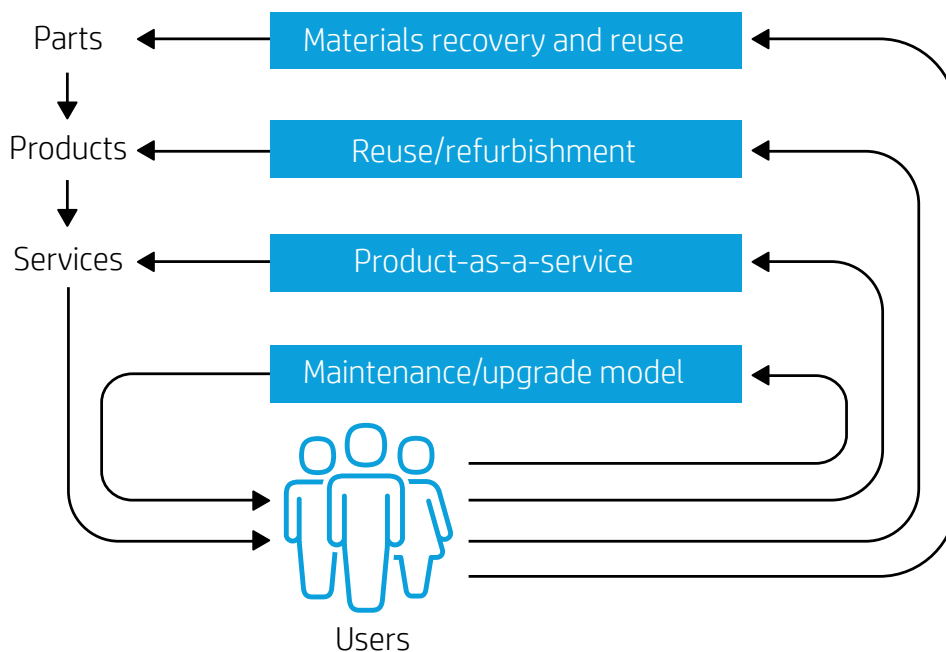 Parts
Materials recovery and reuse
Products
Reuse/refurbishment
Services
Product-as-a-service
Maintenance/upgrade model
Users